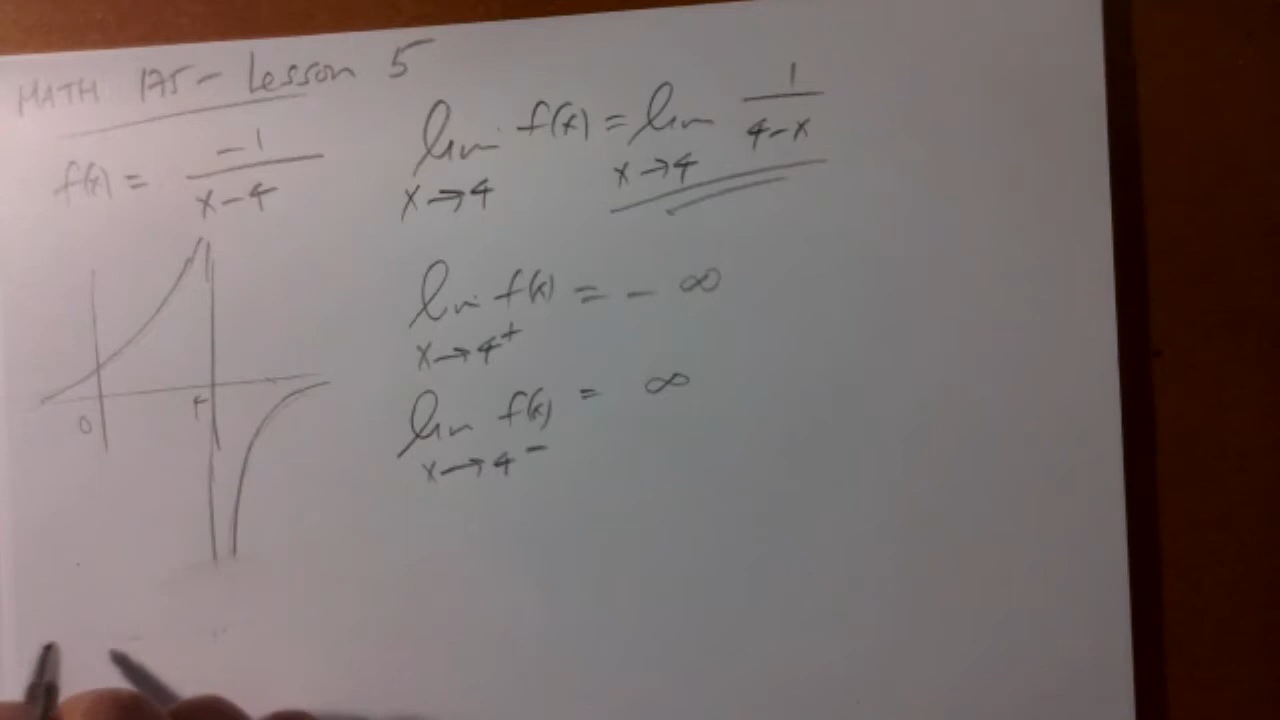 MATH 175 - Lesson 5
f(x) = -1 / x-4
lim x→4 f(x) = lim x→4 1 / 4-x
lim x→4⁺ f(x) = - ∞
lim x→4⁻ f(x) = ∞
0 4